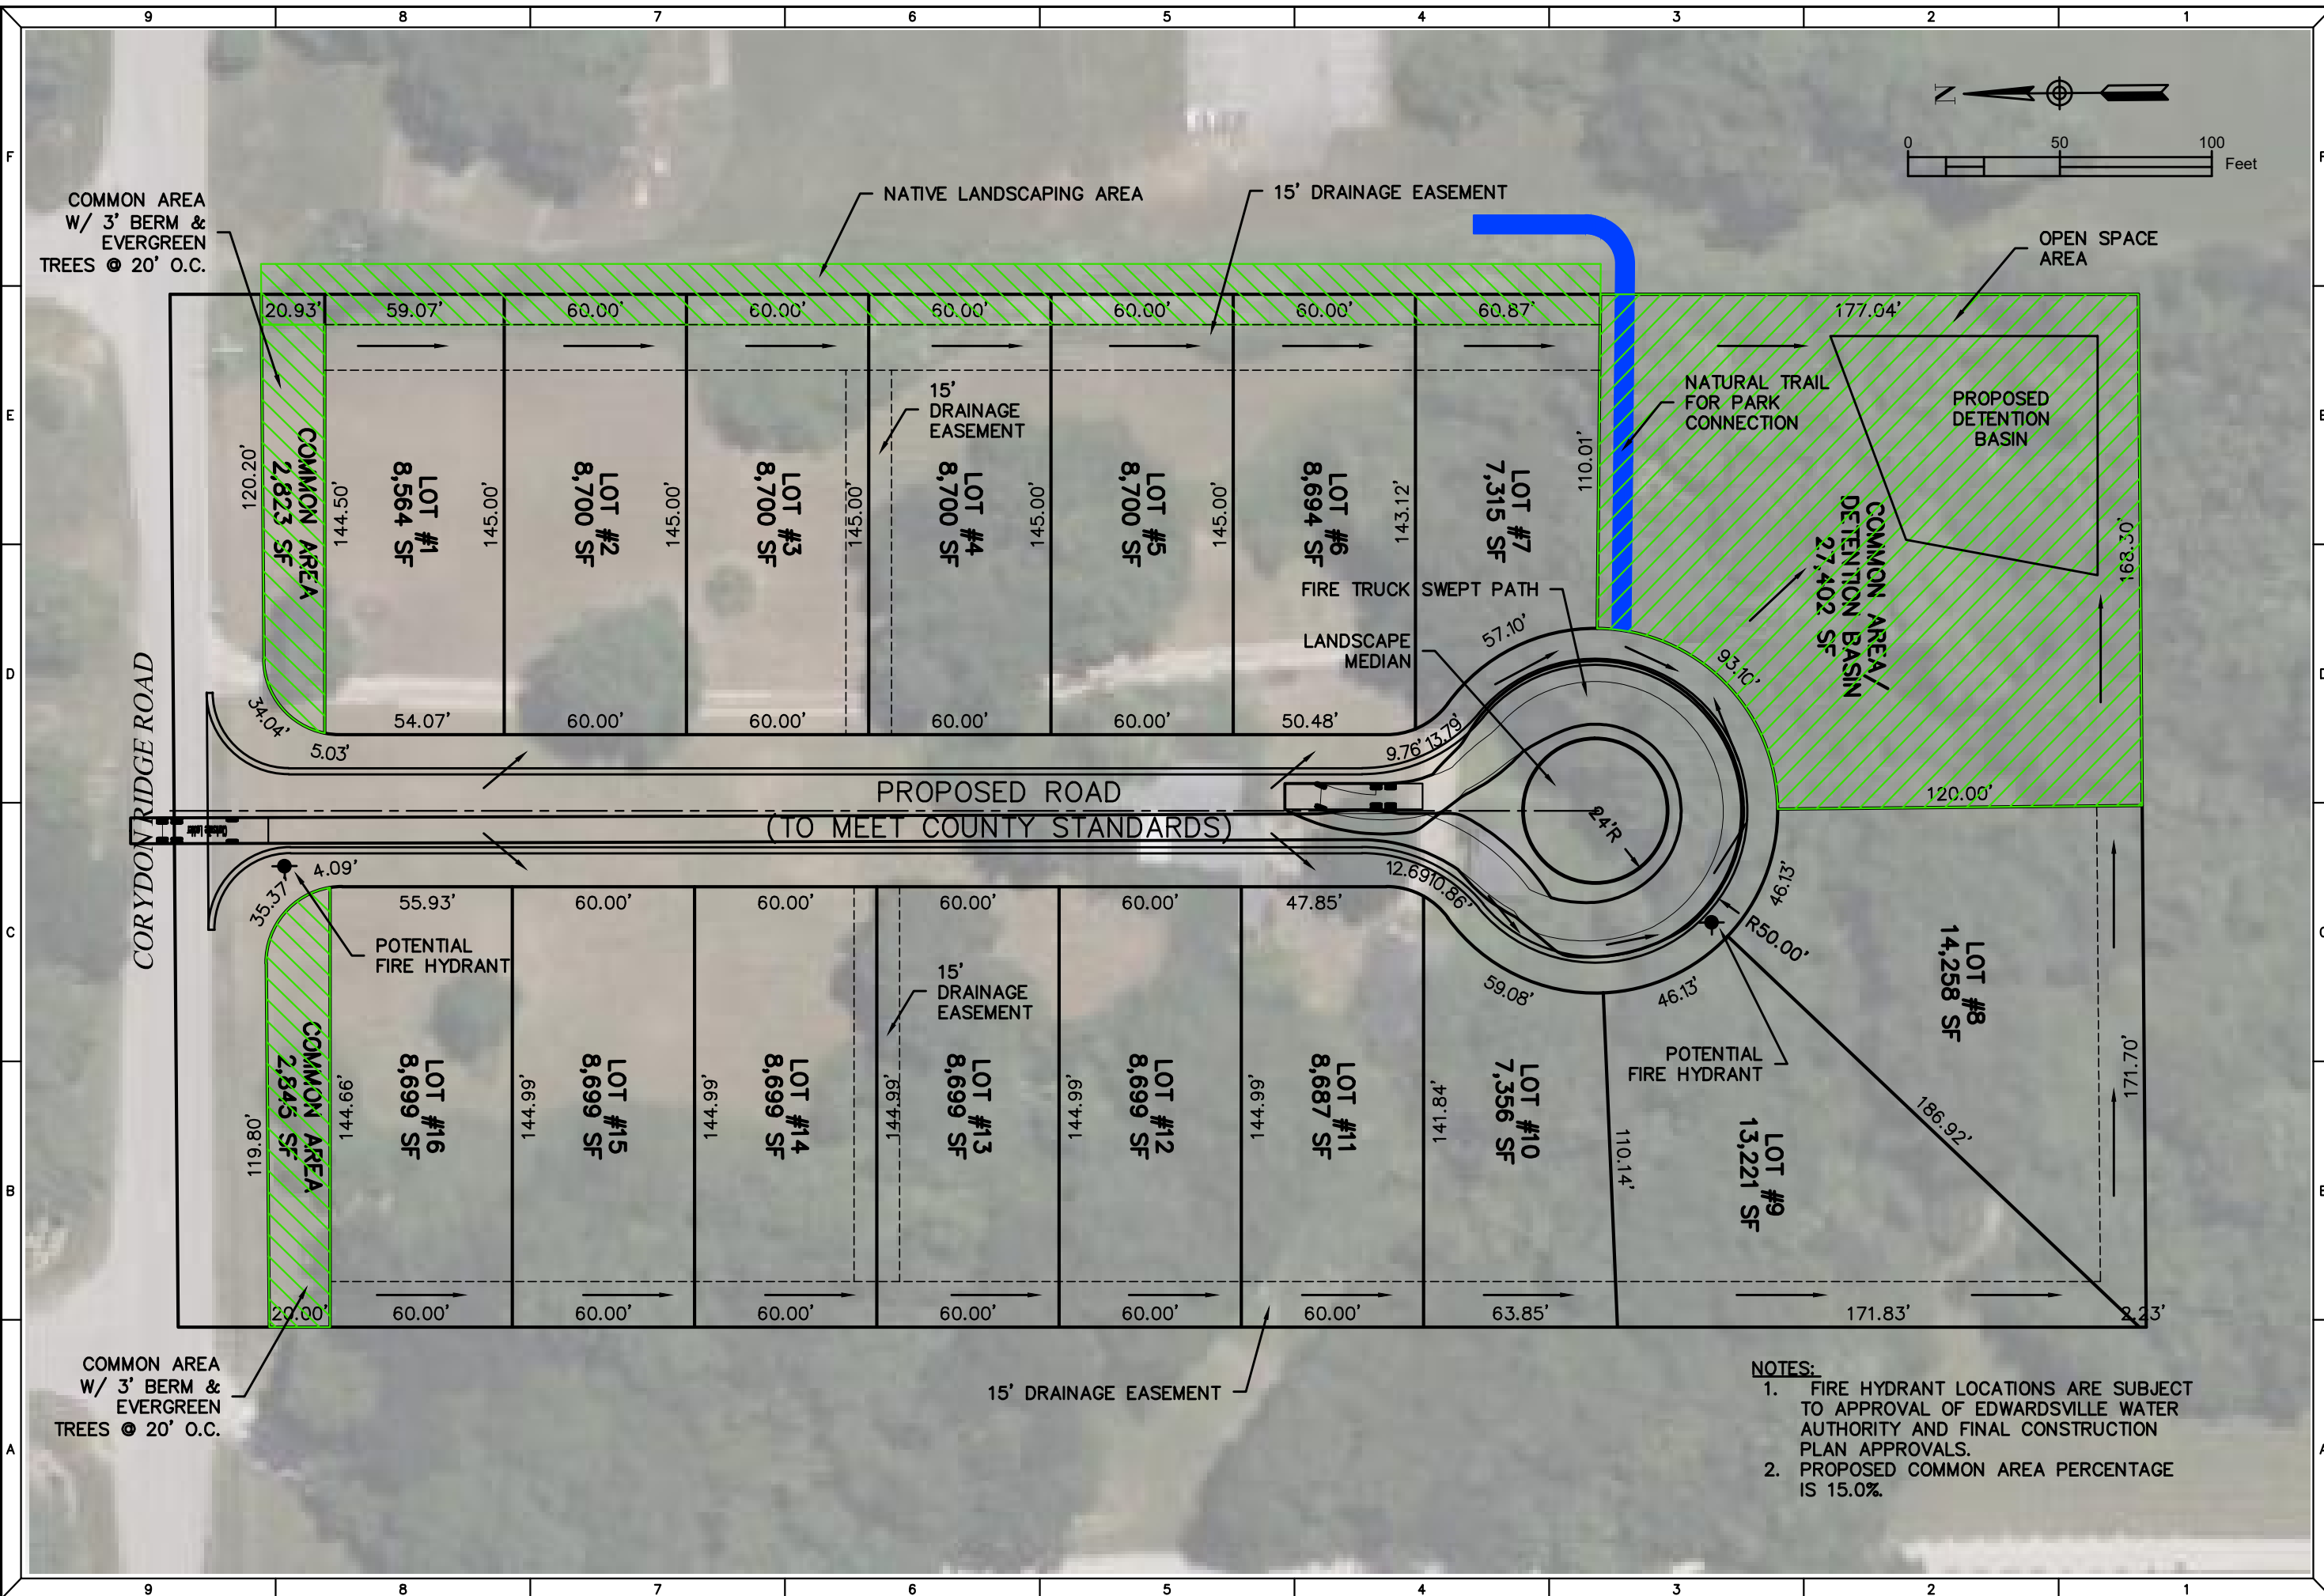 9 8 7 6 5 4 3 2 1
N
0 50 100
Feet
F
F
COMMON AREA
W/ 3' BERM &
EVERGREEN
TREES @ 20' O.C.
NATIVE LANDSCAPING AREA
15' DRAINAGE EASEMENT
OPEN SPACE
AREA
20.93' 59.07' 60.00' 60.00' 60.00' 60.00' 60.00' 60.87' 177.04'
E
15'
DRAINAGE
EASEMENT
NATURAL TRAIL
FOR PARK
CONNECTION
PROPOSED
DETENTION
BASIN
120.20'
COMMON AREA
2,823 SF
144.50'
LOT #1
8,564 SF
145.00'
LOT #2
8,700 SF
145.00'
LOT #3
8,700 SF
145.00'
LOT #4
8,700 SF
145.00'
LOT #5
8,700 SF
145.00'
LOT #6
8,694 SF
143.12'
LOT #7
7,315 SF
110.01'
COMMON AREA/
DETENTION BASIN
27,402 SF
168.30'
FIRE TRUCK SWEPT PATH
LANDSCAPE
MEDIAN
57.10'
93.10'
D
34.04'
5.03'
54.07' 60.00' 60.00' 60.00' 60.00' 50.48'
9.76' 13.79'
120.00'
CORYDON RIDGE ROAD
PROPOSED ROAD
(TO MEET COUNTY STANDARDS)
24'R
4.09'
35.37'
55.93' 60.00' 60.00' 60.00' 60.00' 47.85'
12.69' 10.86'
46.13'
R50.00'
C
POTENTIAL
FIRE HYDRANT
15'
DRAINAGE
EASEMENT
59.08'
46.13'
POTENTIAL
FIRE HYDRANT
LOT #8
14,258 SF
171.70'
186.92'
119.80'
COMMON AREA
2,845 SF
144.66'
LOT #16
8,699 SF
144.99'
LOT #15
8,699 SF
144.99'
LOT #14
8,699 SF
144.99'
LOT #13
8,699 SF
144.99'
LOT #12
8,699 SF
144.99'
LOT #11
8,687 SF
141.84'
LOT #10
7,356 SF
110.14'
LOT #9
13,221 SF
B
20.00' 60.00' 60.00' 60.00' 60.00' 60.00' 60.00' 63.85' 171.83' 2.23'
COMMON AREA
W/ 3' BERM &
EVERGREEN
TREES @ 20' O.C.
15' DRAINAGE EASEMENT
NOTES:
1. FIRE HYDRANT LOCATIONS ARE SUBJECT
TO APPROVAL OF EDWARDSVILLE WATER
AUTHORITY AND FINAL CONSTRUCTION
PLAN APPROVALS.
2. PROPOSED COMMON AREA PERCENTAGE
IS 15.0%.
A
9 8 7 6 5 4 3 2 1